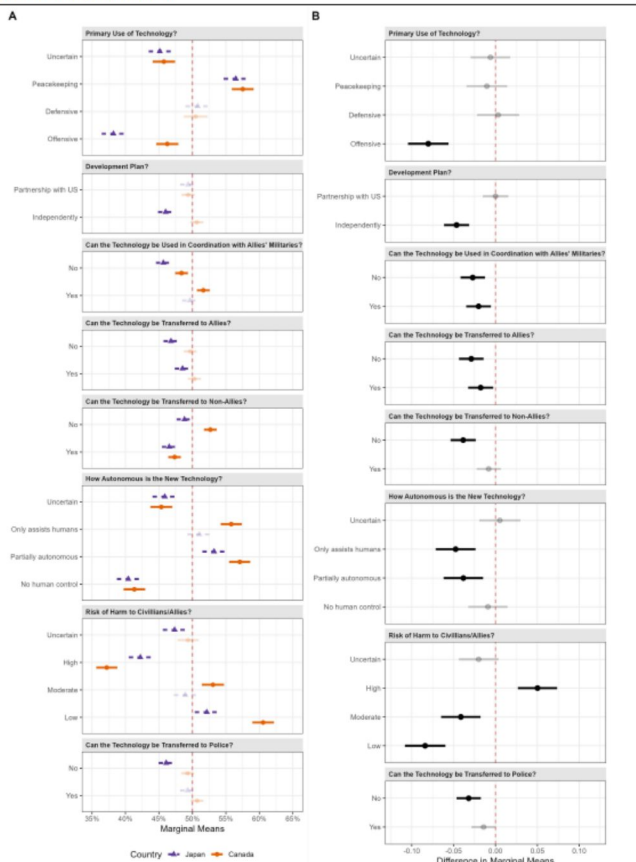 A
Primary Use of Technology?
Uncertain
Peacekeeping
Defensive
Offensive
Development Plan?
Partnership with US
Independently
Can the Technology be Used in Coordination with Allies' Militaries?
No
Yes
Can the Technology be Transferred to Allies?
No
Yes
Can the Technology be Transferred to Non-Allies?
No
Yes
How Autonomous is the New Technology?
Uncertain
Only assists humans
Partially autonomous
No human control
Risk of Harm to Civillians/Allies?
Uncertain
High
Moderate
Low
Can the Technology be Transferred to Police?
No
Yes
35% 40% 45% 50% 55% 60% 65%
Marginal Means
Country Japan Canada
B
Primary Use of Technology?
Uncertain
Peacekeeping
Defensive
Offensive
Development Plan?
Partnership with US
Independently
Can the Technology be Used in Coordination with Allies' Militaries?
No
Yes
Can the Technology be Transferred to Allies?
No
Yes
Can the Technology be Transferred to Non-Allies?
No
Yes
How Autonomous is the New Technology?
Uncertain
Only assists humans
Partially autonomous
No human control
Risk of Harm to Civillians/Allies?
Uncertain
High
Moderate
Low
Can the Technology be Transferred to Police?
No
Yes
-0.10 -0.05 0.00 0.05 0.10
Difference in Marginal Means